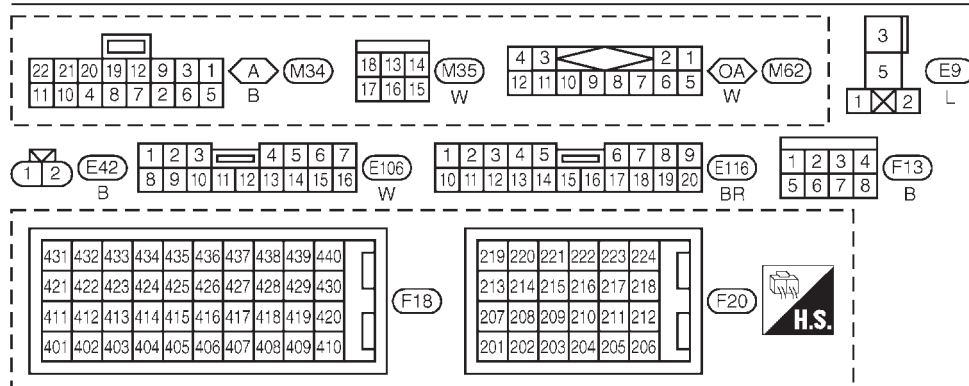 22 21 20 19 12 9 3 1 A M34
11 10 4 8 7 2 6 5 B
18 13 14 M35
17 16 15 W
4 3 2 1 OA M62
12 11 10 9 8 7 6 5 W
3
5 E9
1 2 L
1 2 E42
B
1 2 3 4 5 6 7 E106
8 9 10 11 12 13 14 15 16 W
1 2 3 4 5 6 7 8 9 E116
10 11 12 13 14 15 16 17 18 19 20 BR
1 2 3 4 F13
5 6 7 8 B
431 432 433 434 435 436 437 438 439 440
421 422 423 424 425 426 427 428 429 430
411 412 413 414 415 416 417 418 419 420
401 402 403 404 405 406 407 408 409 410
F18
219 220 221 222 223 224
213 214 215 216 217 218
207 208 209 210 211 212
201 202 203 204 205 206
F20
H.S.